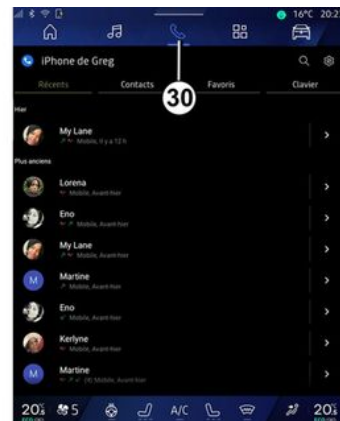 16°C 20:2
iPhone de Greg
Récents Contacts Favoris Clavier
30
Hier
My Lane
Mobile, Il y a 12 h
Plus anciens
Lorena
Mobile, Avant-hier
Eno
Mobile, Avant-hier
My Lane
Mobile, Avant-hier
M Martine
Mobile, Avant-hier
Eno
Mobile, Avant-hier
Kerlyne
Mobile, Avant-hier
M Martine
(4) Mobile, Avant-hier
20 5 A/C 20